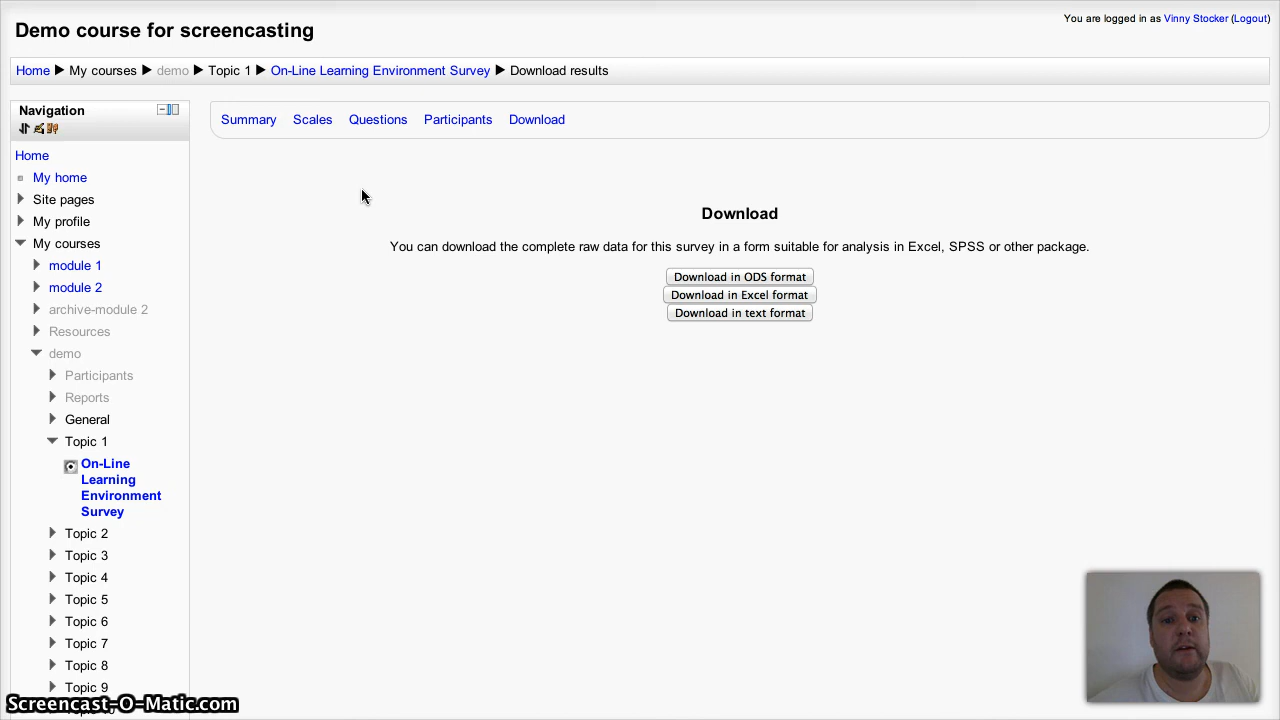 Demo course for screencasting
You are logged in as Vinny Stocker (Logout)
Home ▶ My courses ▶ demo ▶ Topic 1 ▶ On-Line Learning Environment Survey ▶ Download results
Navigation
Home
My home
Site pages
My profile
My courses
module 1
module 2
archive-module 2
Resources
demo
Participants
Reports
General
Topic 1
On-Line
Learning
Environment
Survey
Topic 2
Topic 3
Topic 4
Topic 5
Topic 6
Topic 7
Topic 8
Topic 9
Summary Scales Questions Participants Download
Download
You can download the complete raw data for this survey in a form suitable for analysis in Excel, SPSS or other package.
Download in ODS format
Download in Excel format
Download in text format
Screencast-O-Matic.com